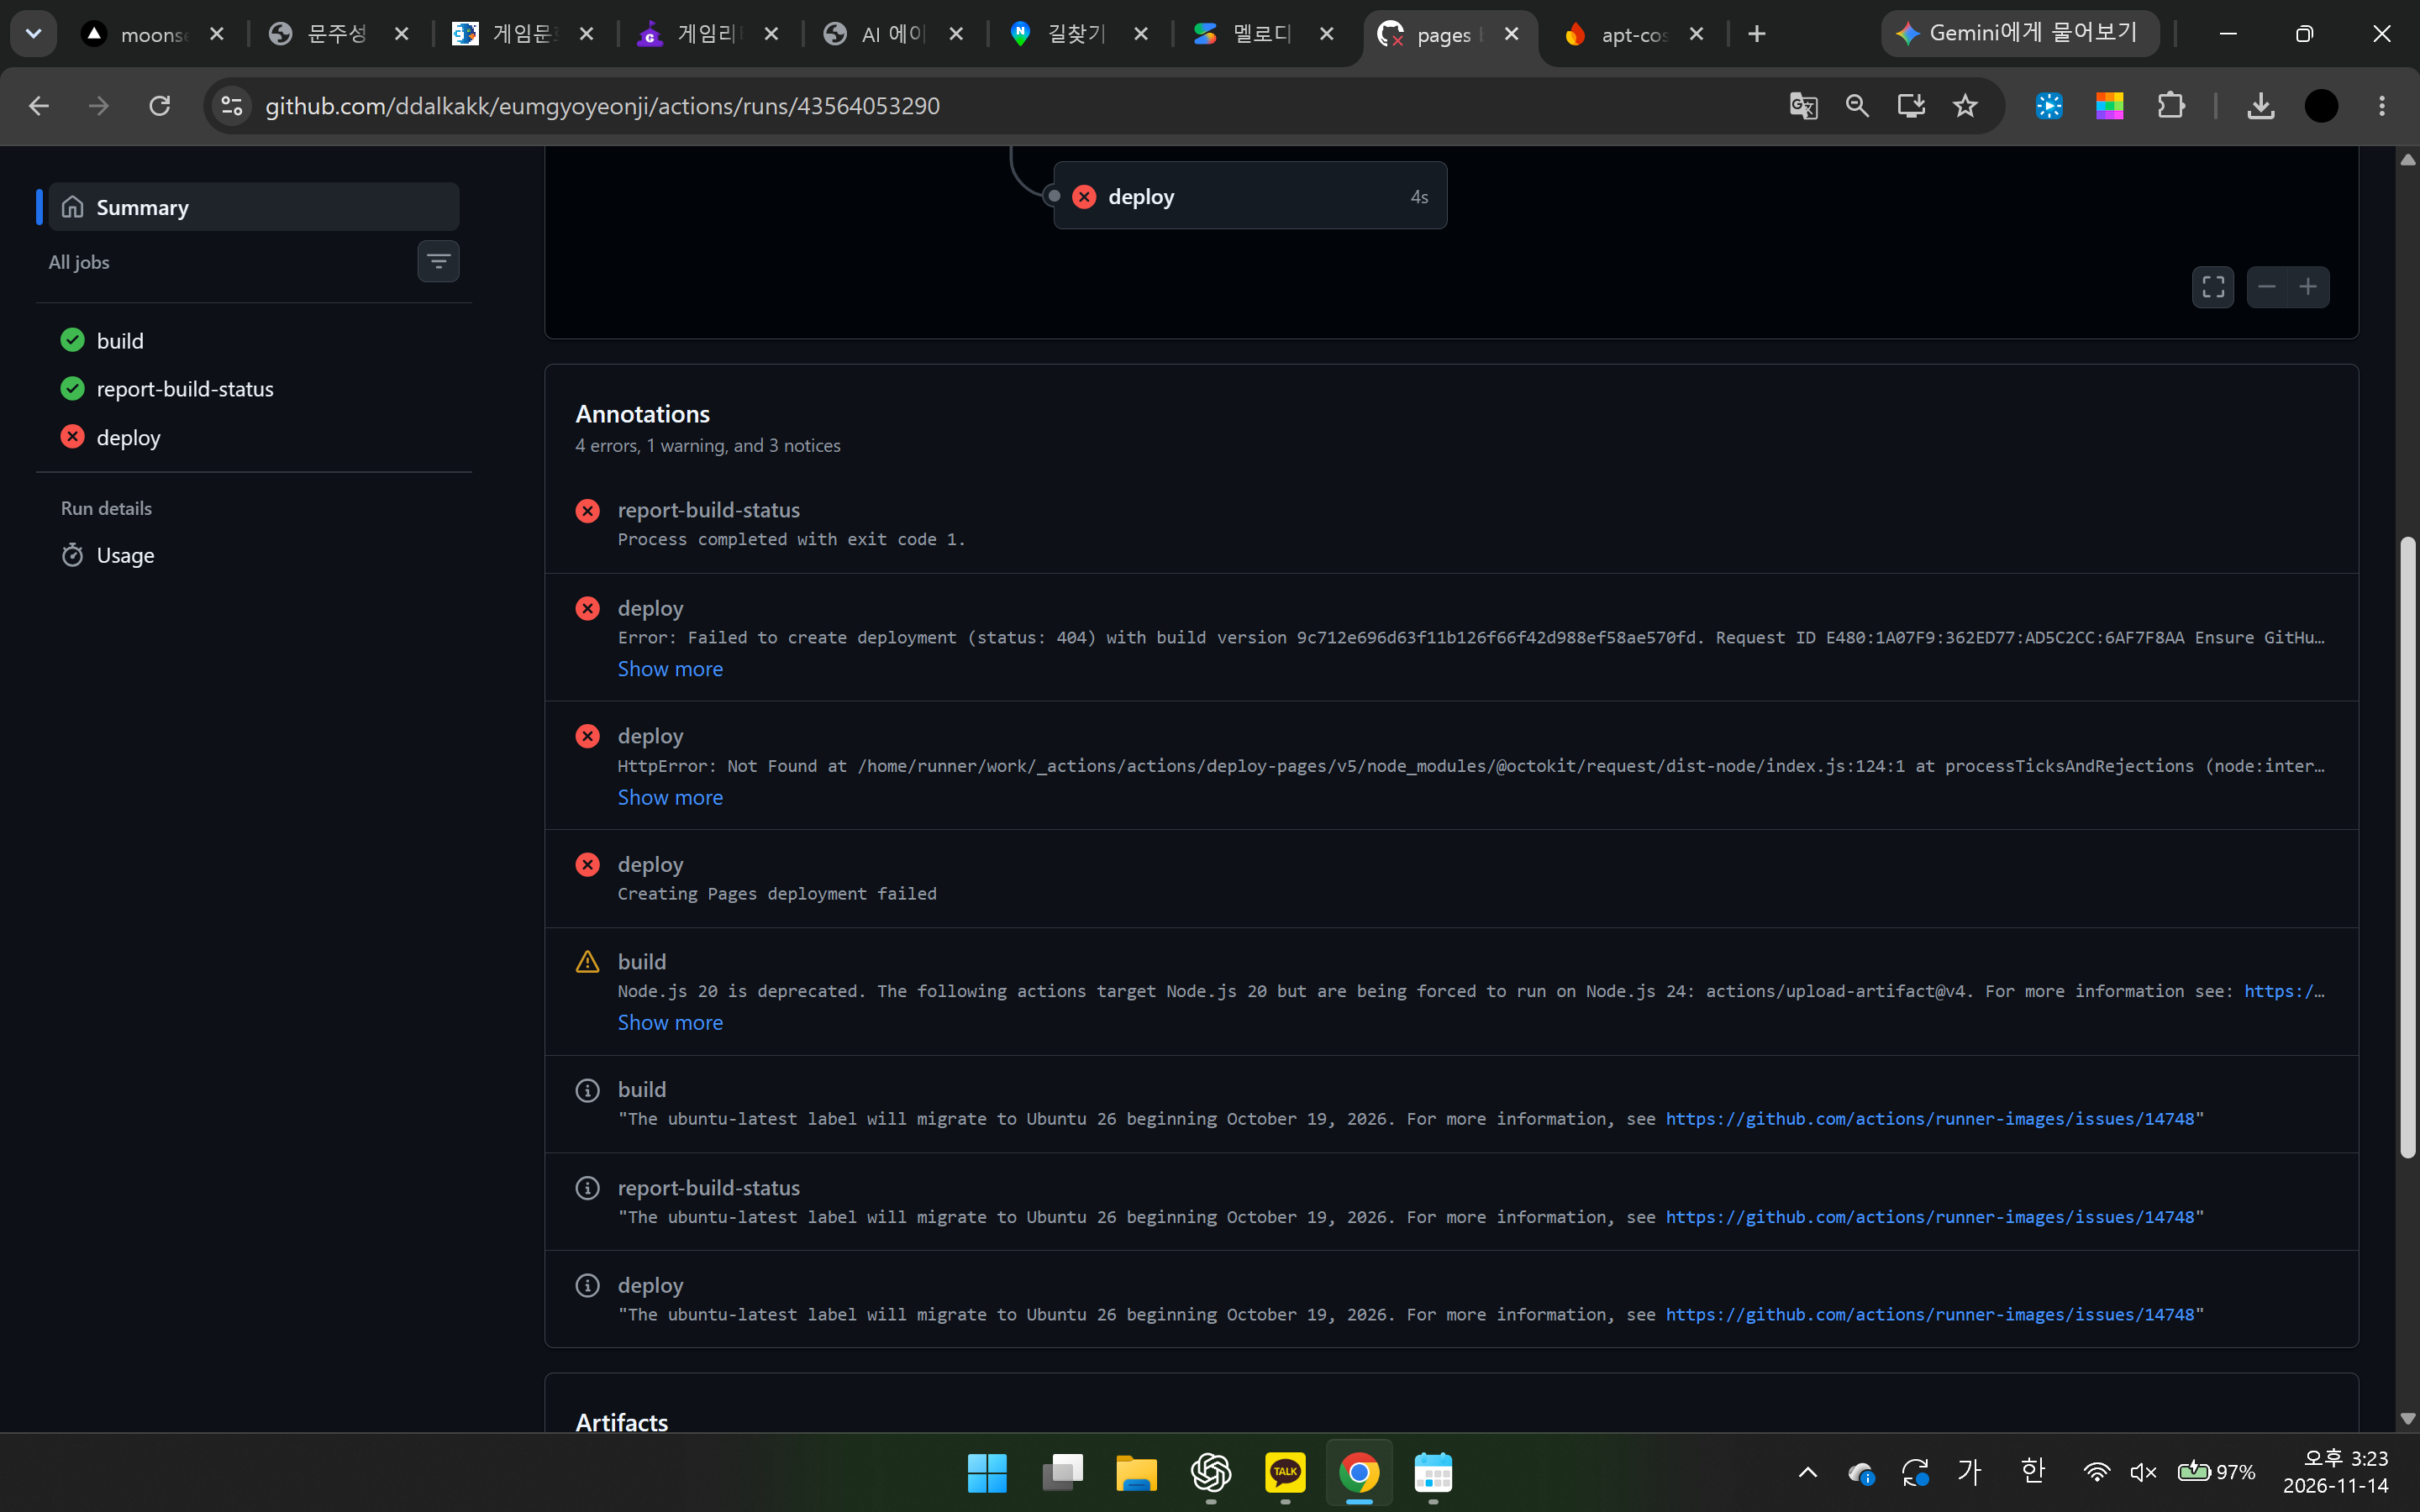 moonse
문주성
게임문
게임리
AI 에이
길찾기
멜로디
pages
apt-cos
Gemini에게 물어보기
github.com/ddalkakk/eumgyoyeonji/actions/runs/43564053290
Summary
All jobs
build
report-build-status
deploy
Run details
Usage
deploy
4s
Annotations
4 errors, 1 warning, and 3 notices
report-build-status
Process completed with exit code 1.
deploy
Error: Failed to create deployment (status: 404) with build version 9c712e696d63f11b126f66f42d988ef58ae570fd. Request ID E480:1A07F9:362ED77:AD5C2CC:6AF7F8AA Ensure GitHu…
Show more
deploy
HttpError: Not Found at /home/runner/work/_actions/actions/deploy-pages/v5/node_modules/@octokit/request/dist-node/index.js:124:1 at processTicksAndRejections (node:inter…
Show more
deploy
Creating Pages deployment failed
build
Node.js 20 is deprecated. The following actions target Node.js 20 but are being forced to run on Node.js 24: actions/upload-artifact@v4. For more information see: https:/…
Show more
build
"The ubuntu-latest label will migrate to Ubuntu 26 beginning October 19, 2026. For more information, see https://github.com/actions/runner-images/issues/14748"
report-build-status
"The ubuntu-latest label will migrate to Ubuntu 26 beginning October 19, 2026. For more information, see https://github.com/actions/runner-images/issues/14748"
deploy
"The ubuntu-latest label will migrate to Ubuntu 26 beginning October 19, 2026. For more information, see https://github.com/actions/runner-images/issues/14748"
Artifacts
TALK
가
한
97%
오후 3:23
2026-11-14